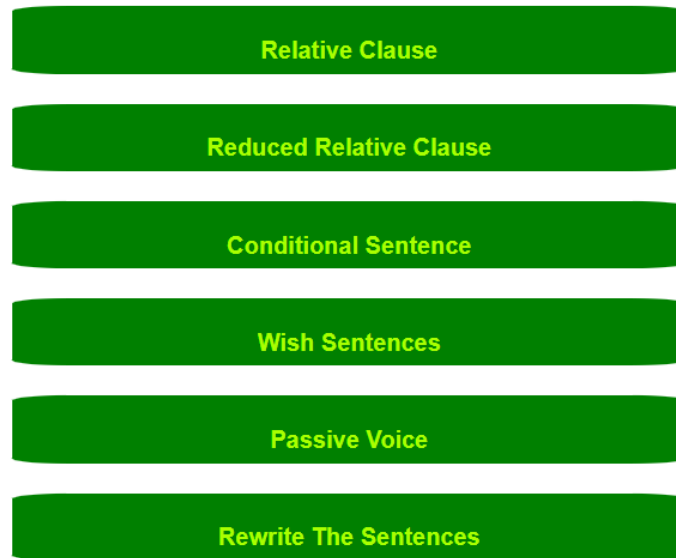 Relative Clause
Reduced Relative Clause
Conditional Sentence
Wish Sentences
Passive Voice
Rewrite The Sentences